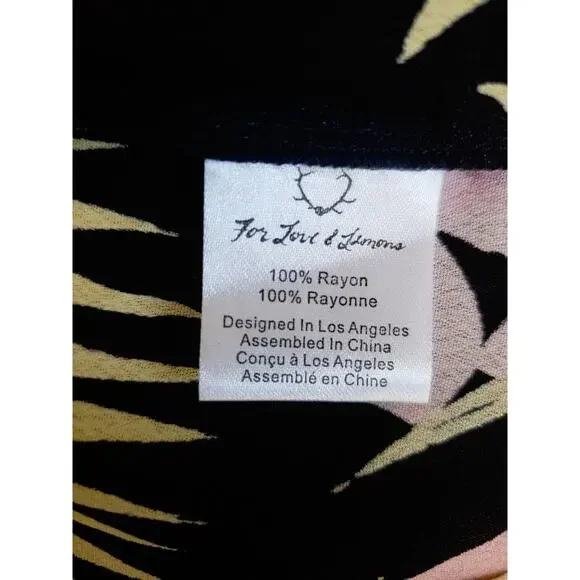 For Love & Lemons
100% Rayon
100% Rayonne
Designed In Los Angeles
Assembled In China
Conçu à Los Angeles
Assemblé en Chine